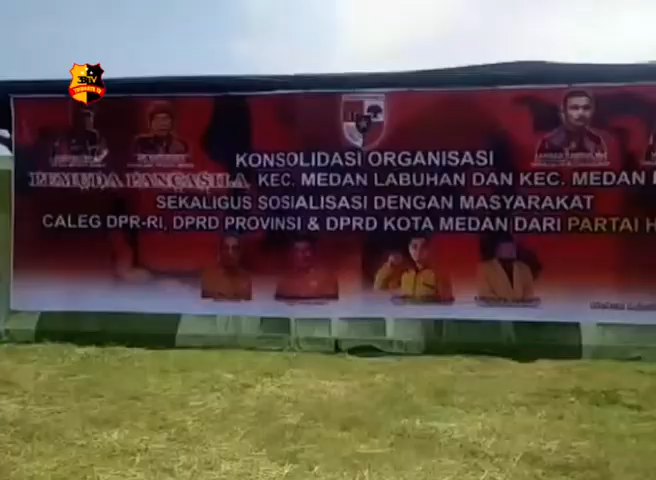 KONSOLIDASI ORGANISASI
PEMUDA PANCASILA KEC. MEDAN LABUHAN DAN KEC. MEDAN
SEKALIGUS SOSIALISASI DENGAN MASYARAKAT
CALEG DPR-RI, DPRD PROVINSI & DPRD KOTA MEDAN DARI PARTAI H